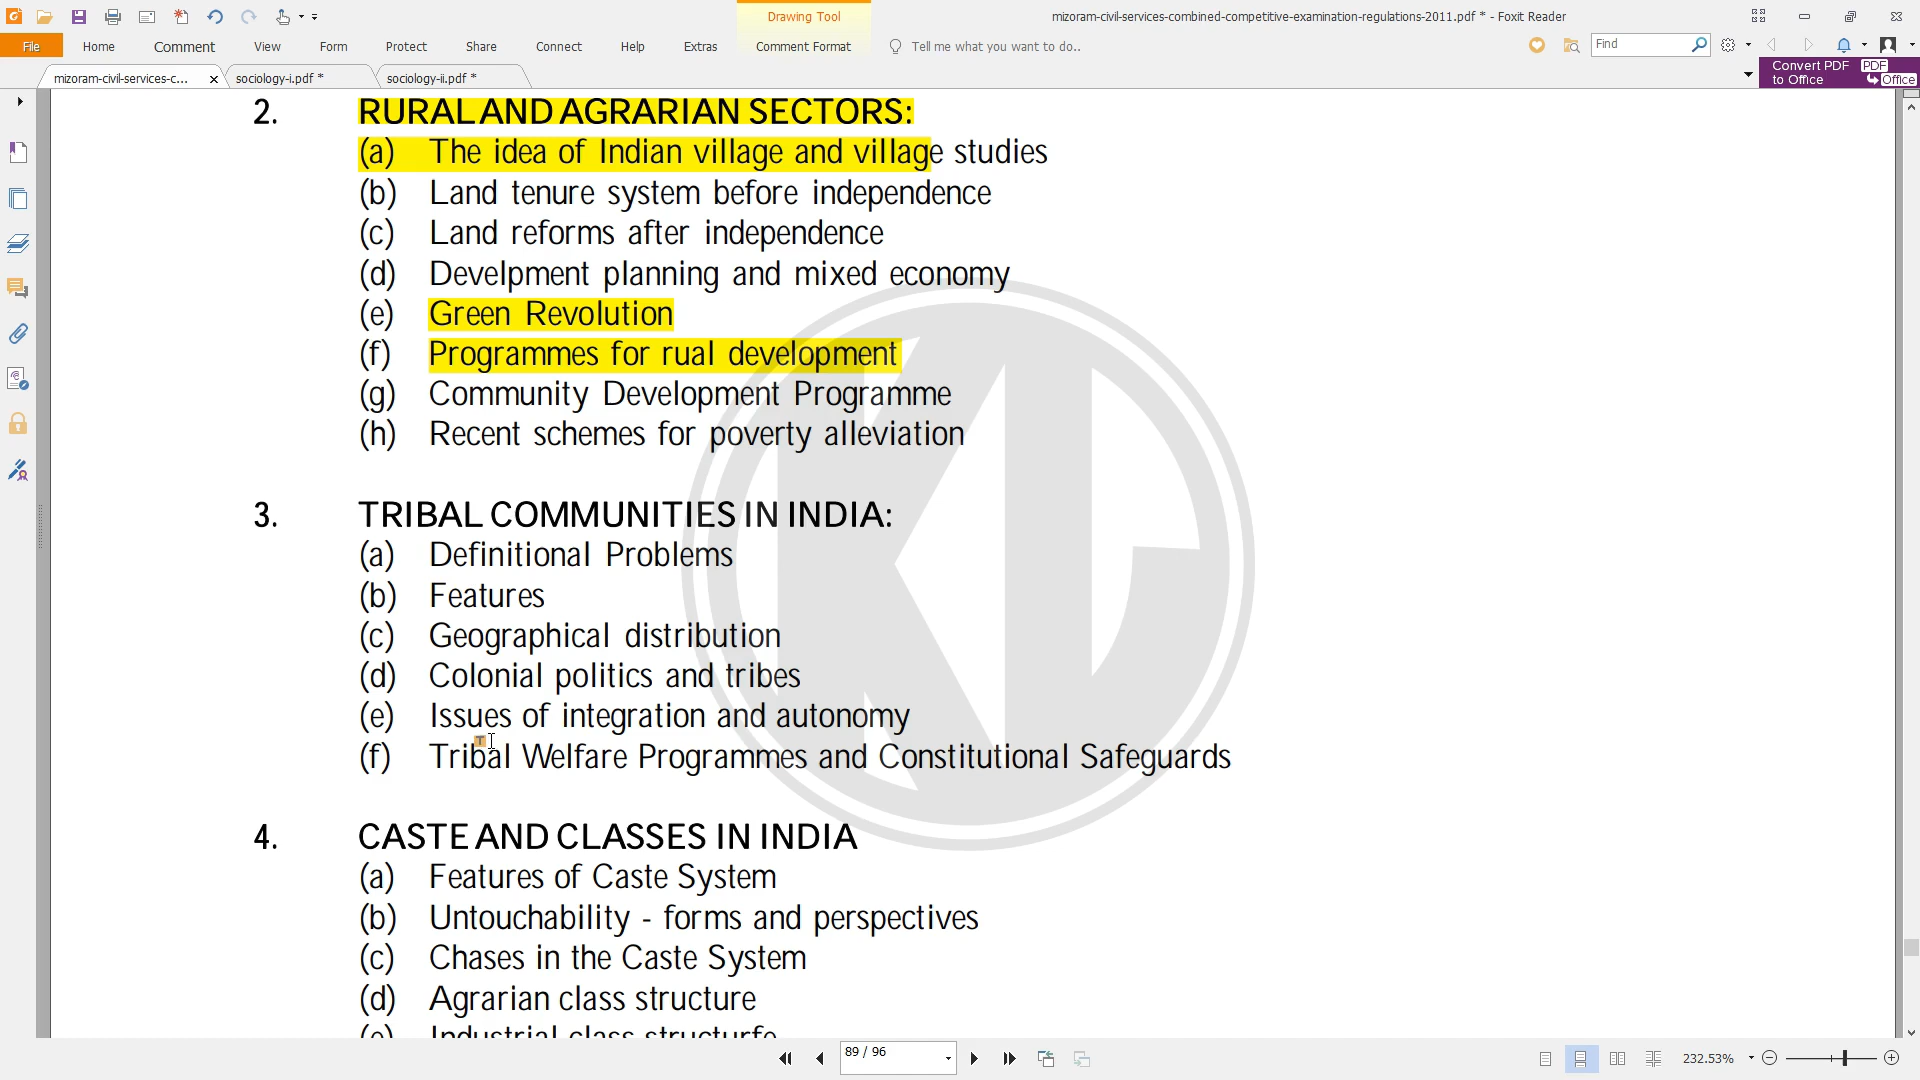 Drawing Tool
mizoram-civil-services-combined-competitive-examination-regulations-2011.pdf * - Foxit Reader
File Home Comment View Form Protect Share Connect Help Extras Comment Format Tell me what you want to do.. Find
mizoram-civil-services-c... sociology-i.pdf * sociology-ii.pdf * Convert PDF to Office PDF Office
2. RURAL AND AGRARIAN SECTORS:
(a) The idea of Indian village and village studies
(b) Land tenure system before independence
(c) Land reforms after independence
(d) Develpment planning and mixed economy
(e) Green Revolution
(f) Programmes for rual development
(g) Community Development Programme
(h) Recent schemes for poverty alleviation
3. TRIBAL COMMUNITIES IN INDIA:
(a) Definitional Problems
(b) Features
(c) Geographical distribution
(d) Colonial politics and tribes
(e) Issues of integration and autonomy
(f) Tribal Welfare Programmes and Constitutional Safeguards
4. CASTE AND CLASSES IN INDIA
(a) Features of Caste System
(b) Untouchability - forms and perspectives
(c) Chases in the Caste System
(d) Agrarian class structure
(e) Industrial class structurfe
89 / 96 232.53%